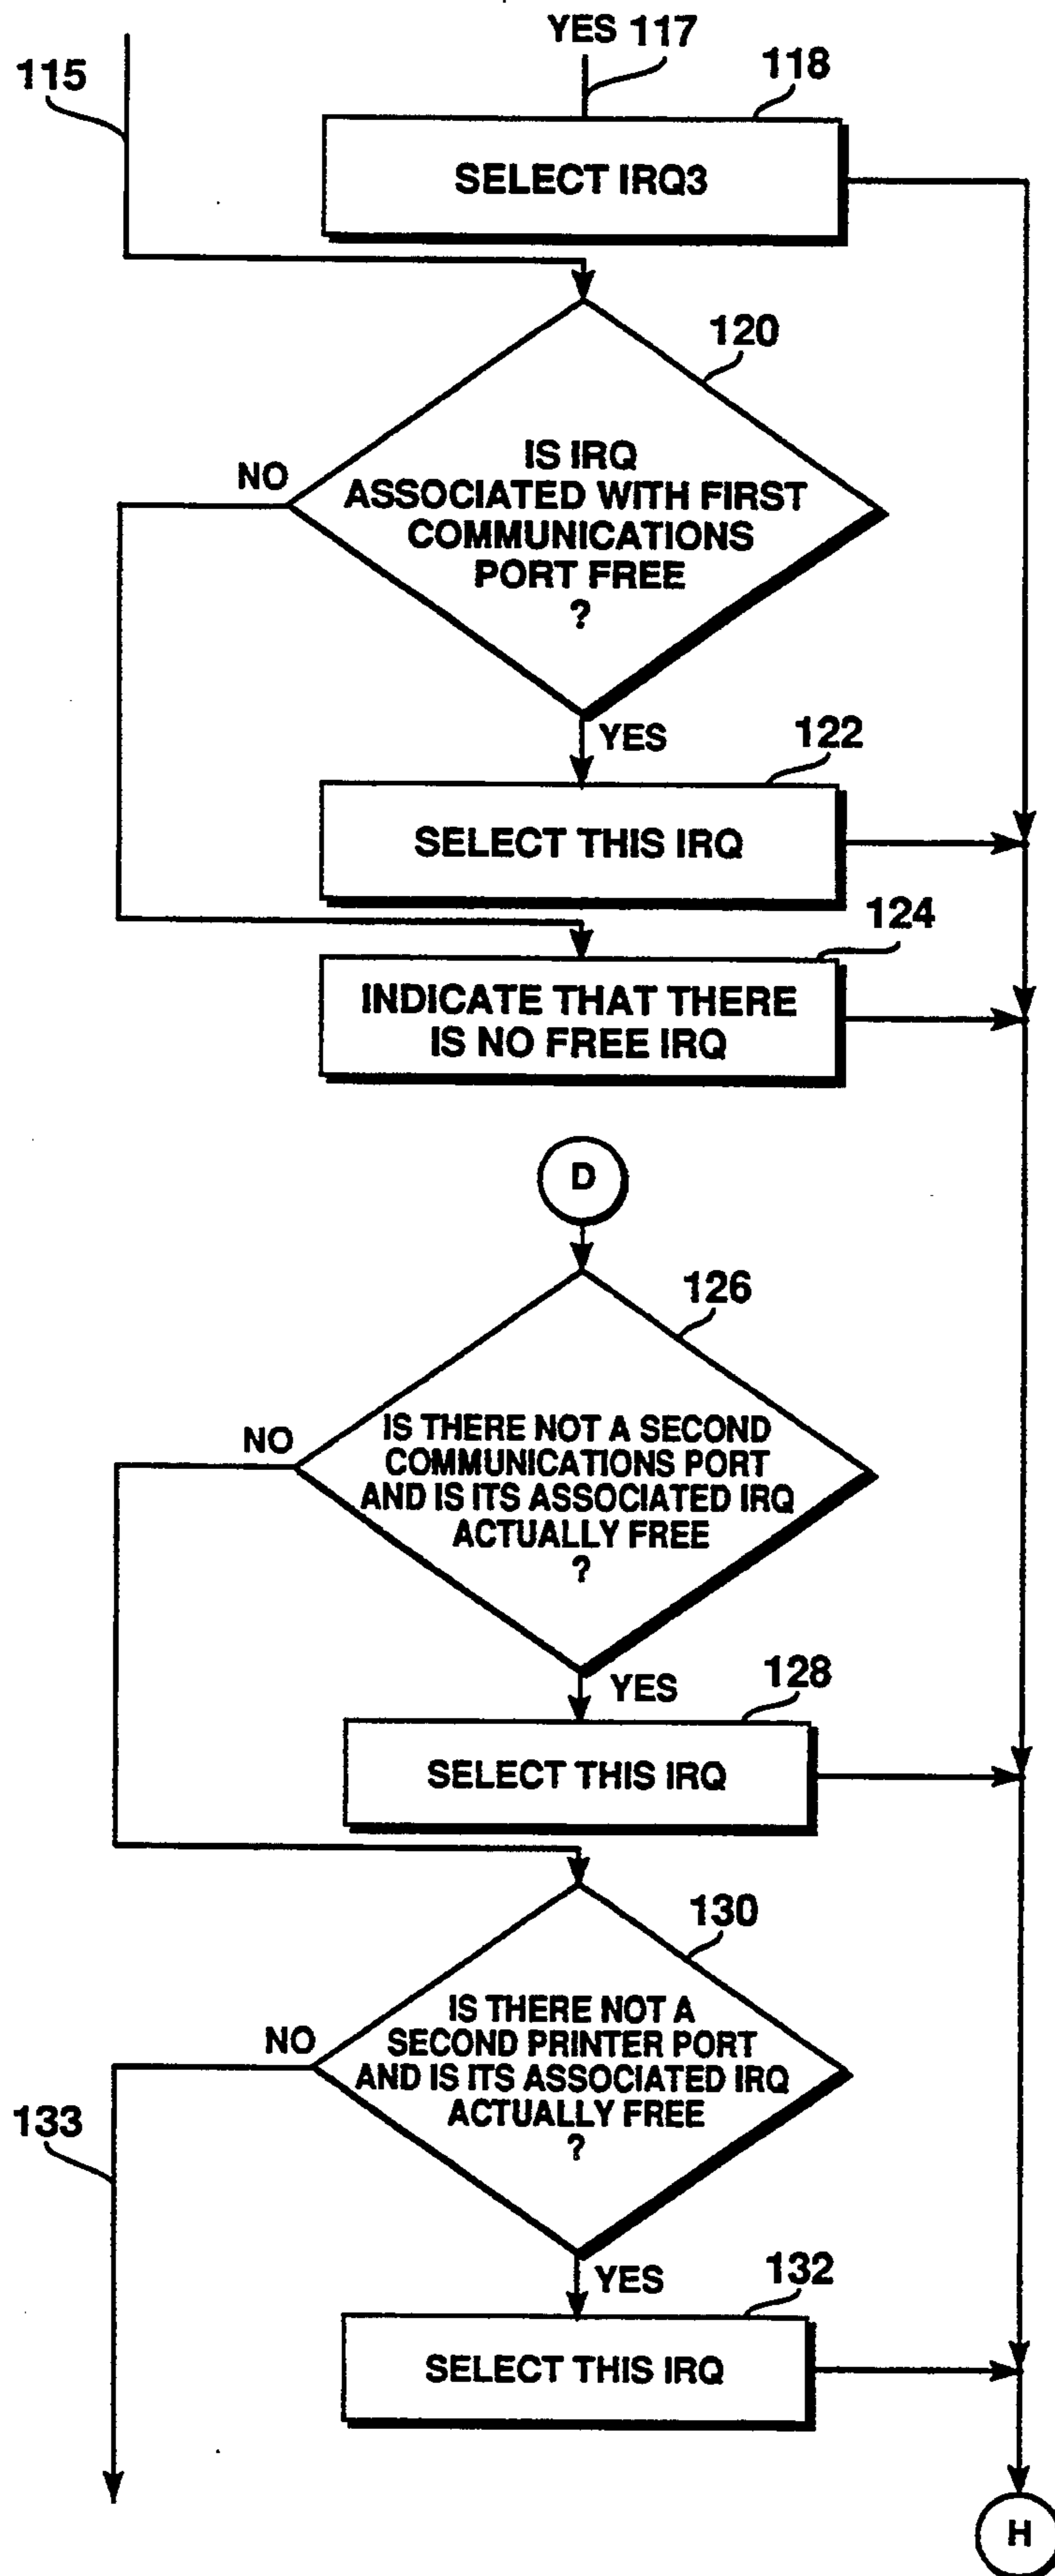 115
YES 117
118
SELECT IRQ3
120
NO
IS IRQ
ASSOCIATED WITH FIRST
COMMUNICATIONS
PORT FREE
?
YES
122
SELECT THIS IRQ
124
INDICATE THAT THERE
IS NO FREE IRQ
D
126
NO
IS THERE NOT A SECOND
COMMUNICATIONS PORT
AND IS ITS ASSOCIATED IRQ
ACTUALLY FREE
?
YES
128
SELECT THIS IRQ
130
NO
IS THERE NOT A
SECOND PRINTER PORT
AND IS ITS ASSOCIATED IRQ
ACTUALLY FREE
?
133
YES
132
SELECT THIS IRQ
H